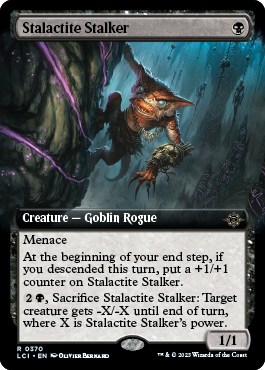 Stalactite Stalker
Creature — Goblin Rogue
Menace
At the beginning of your end step, if
you descended this turn, put a +1/+1
counter on Stalactite Stalker.
2 B, Sacrifice Stalactite Stalker: Target
creature gets -X/-X until end of turn,
where X is Stalactite Stalker's power.
1/1
R 0370
LCI • EN Olivier Bernard
™ & © 2023 Wizards of the Coast